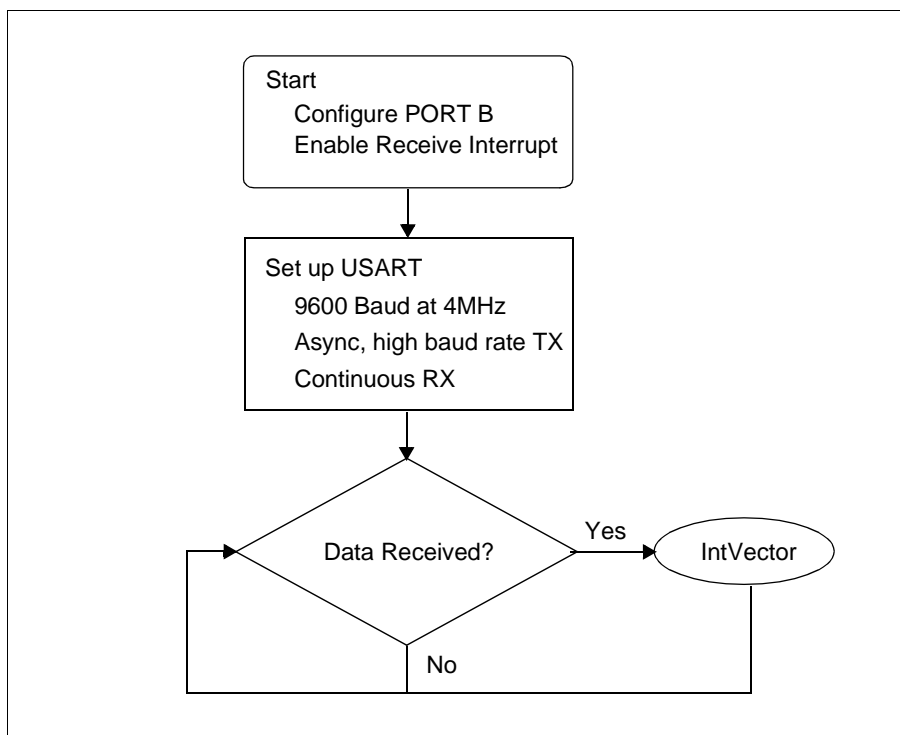 Start
Configure PORT B
Enable Receive Interrupt
Set up USART
9600 Baud at 4MHz
Async, high baud rate TX
Continuous RX
Data Received?
Yes
IntVector
No